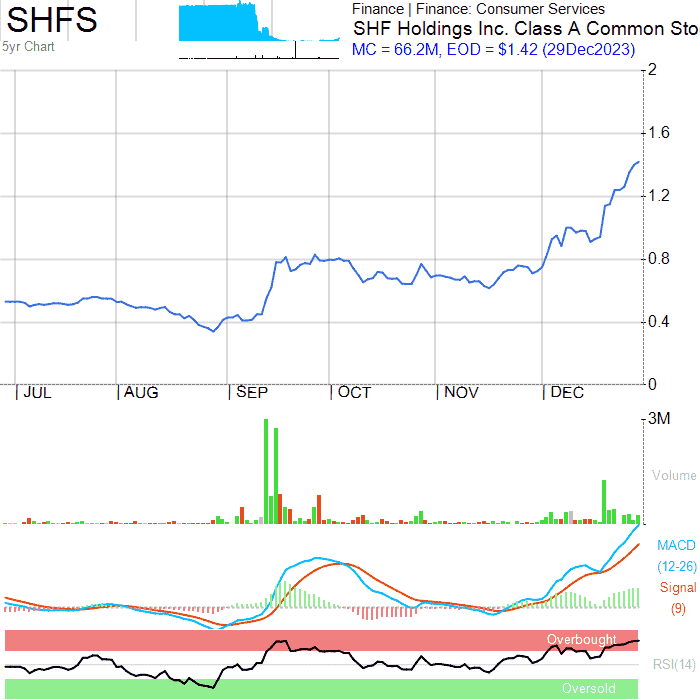 SHFS
5yr Chart
Finance | Finance: Consumer Services
SHF Holdings Inc. Class A Common Sto
MC = 66.2M, EOD = $1.42 (29Dec2023)
2
1.6
1.2
0.8
0.4
0
JUL AUG SEP OCT NOV DEC
3M
Volume
MACD
(12-26)
Signal
(9)
Overbought
RSI(14)
Oversold